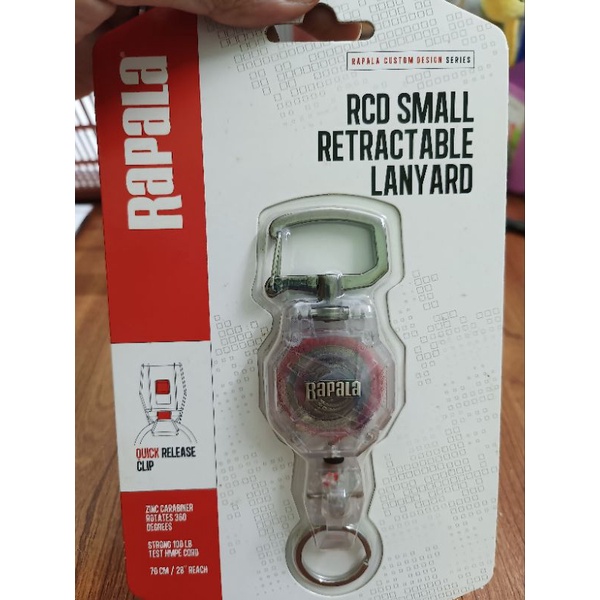 RAPALA CUSTOM DESIGN SERIES
RCD SMALL
RETRACTABLE
LANYARD
Rapala®
Rapala
QUICK RELEASE
CLIP
ZINC CARABINER
ROTATES 360
DEGREES
STRONG 130 LB
TEST HMPE CORD
70 CM / 28" REACH